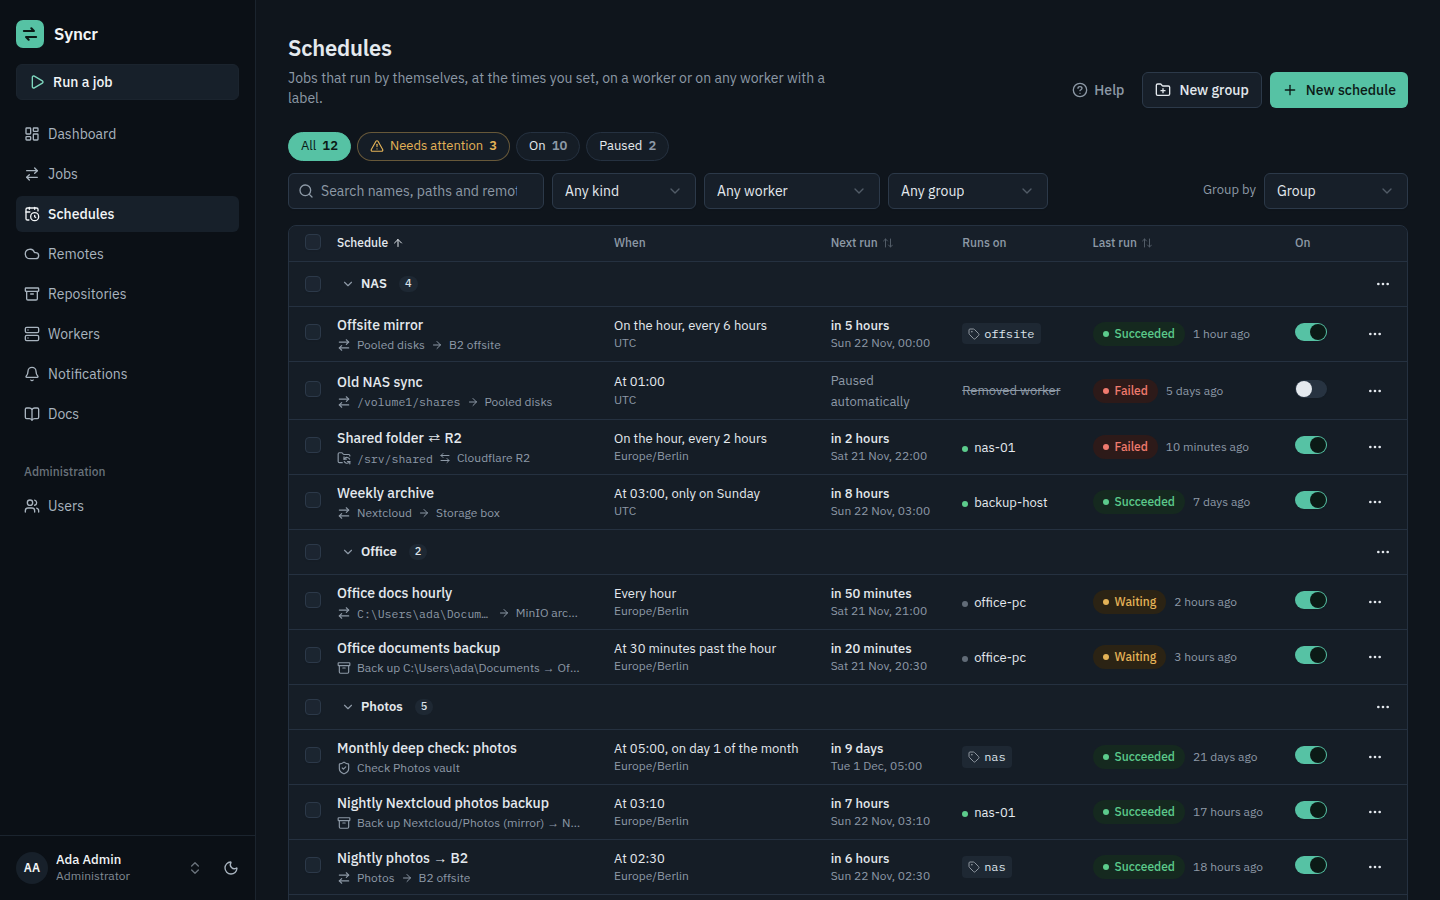 Syncr
Run a job
Dashboard
Jobs
Schedules
Remotes
Repositories
Workers
Notifications
Docs
Administration
Users
AA
Ada Admin
Administrator
Schedules
Jobs that run by themselves, at the times you set, on a worker or on any worker with a
label.
Help
New group
New schedule
All 12
Needs attention 3
On 10
Paused 2
Search names, paths and remot
Any kind
Any worker
Any group
Group by
Group
Schedule When Next run Runs on Last run On
NAS 4
Offsite mirror On the hour, every 6 hours in 5 hours offsite Succeeded 1 hour ago
Pooled disks → B2 offsite UTC Sun 22 Nov, 00:00
Old NAS sync At 01:00 Paused automatically Removed worker Failed 5 days ago
/volume1/shares → Pooled disks UTC
Shared folder ⇄ R2 On the hour, every 2 hours in 2 hours nas-01 Failed 10 minutes ago
/srv/shared ⇆ Cloudflare R2 Europe/Berlin Sat 21 Nov, 22:00
Weekly archive At 03:00, only on Sunday in 8 hours backup-host Succeeded 7 days ago
Nextcloud → Storage box UTC Sun 22 Nov, 03:00
Office 2
Office docs hourly Every hour in 50 minutes office-pc Waiting 2 hours ago
C:\Users\ada\Docum… → MinIO arc… Europe/Berlin Sat 21 Nov, 21:00
Office documents backup At 30 minutes past the hour in 20 minutes office-pc Waiting 3 hours ago
Back up C:\Users\ada\Documents → Of… Europe/Berlin Sat 21 Nov, 20:30
Photos 5
Monthly deep check: photos At 05:00, on day 1 of the month in 9 days nas Succeeded 21 days ago
Check Photos vault Europe/Berlin Tue 1 Dec, 05:00
Nightly Nextcloud photos backup At 03:10 in 7 hours nas-01 Succeeded 17 hours ago
Back up Nextcloud/Photos (mirror) → N… Europe/Berlin Sun 22 Nov, 03:10
Nightly photos → B2 At 02:30 in 6 hours nas Succeeded 18 hours ago
Photos → B2 offsite Europe/Berlin Sun 22 Nov, 02:30